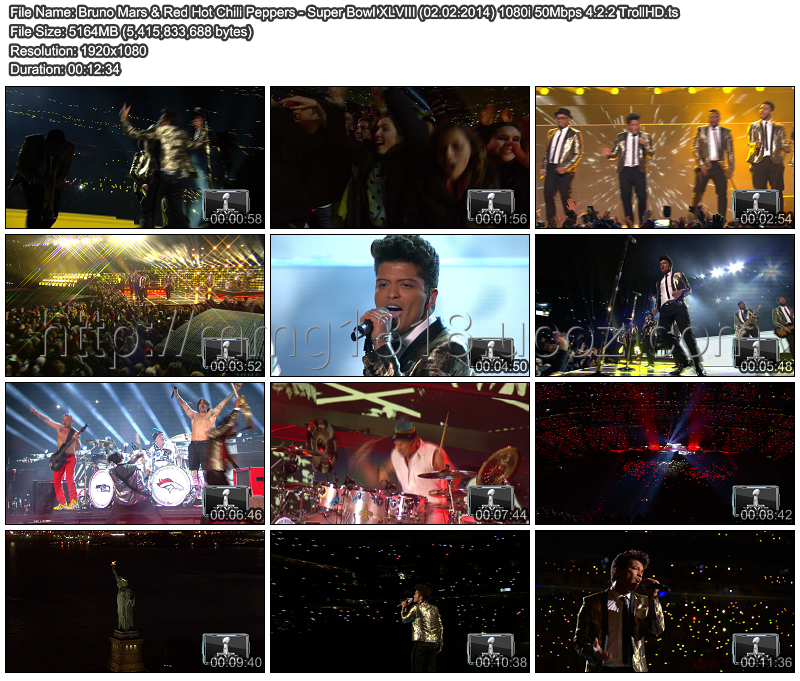 File Name: Bruno Mars & Red Hot Chili Peppers - Super Bowl XLVIII (02.02.2014) 1080i 50Mbps 4.2.2 TrollHD.ts
File Size: 5164MB (5,415,833,688 bytes)
Resolution: 1920x1080
Duration: 00:12:34
00:00:58
00:01:56
00:02:54
00:03:52
00:04:50
00:05:48
http://mmg1818.ucoz.com
00:06:46
00:07:44
00:08:42
00:09:40
00:10:38
00:11:36